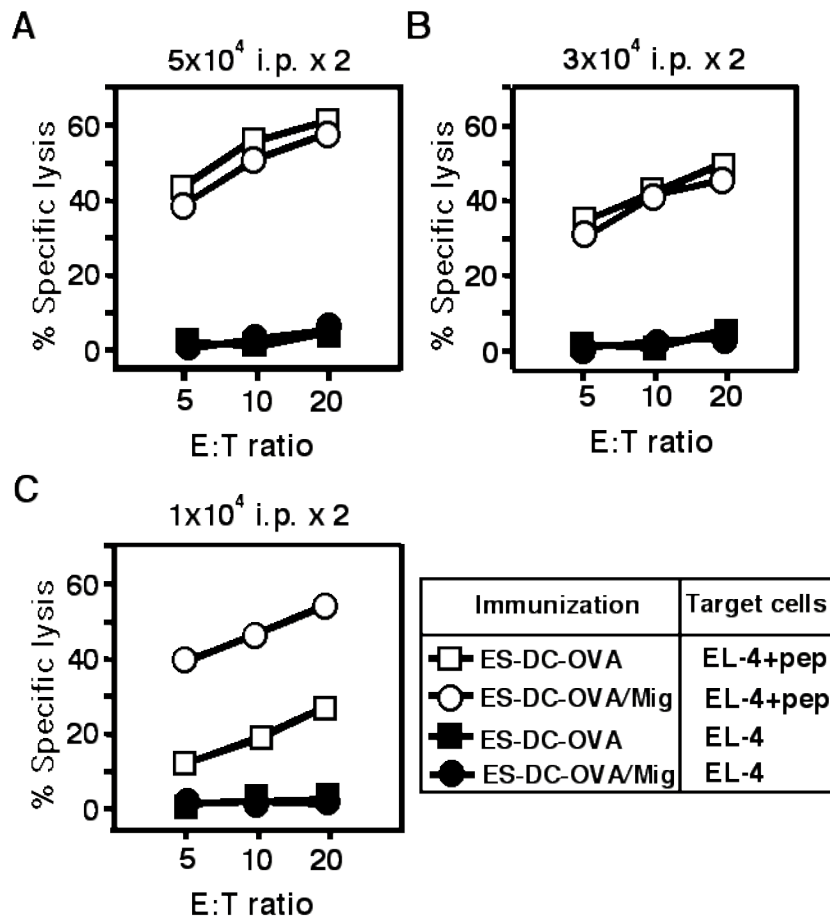 A
5x10⁴ i.p. x 2
% Specific lysis
60
40
20
0
5 10 20
E:T ratio
B
3x10⁴ i.p. x 2
% Specific lysis
60
40
20
0
5 10 20
E:T ratio
C
1x10⁴ i.p. x 2
% Specific lysis
60
40
20
0
5 10 20
E:T ratio
Immunization Target cells
ES-DC-OVA EL-4+pep
ES-DC-OVA/Mig EL-4+pep
ES-DC-OVA EL-4
ES-DC-OVA/Mig EL-4